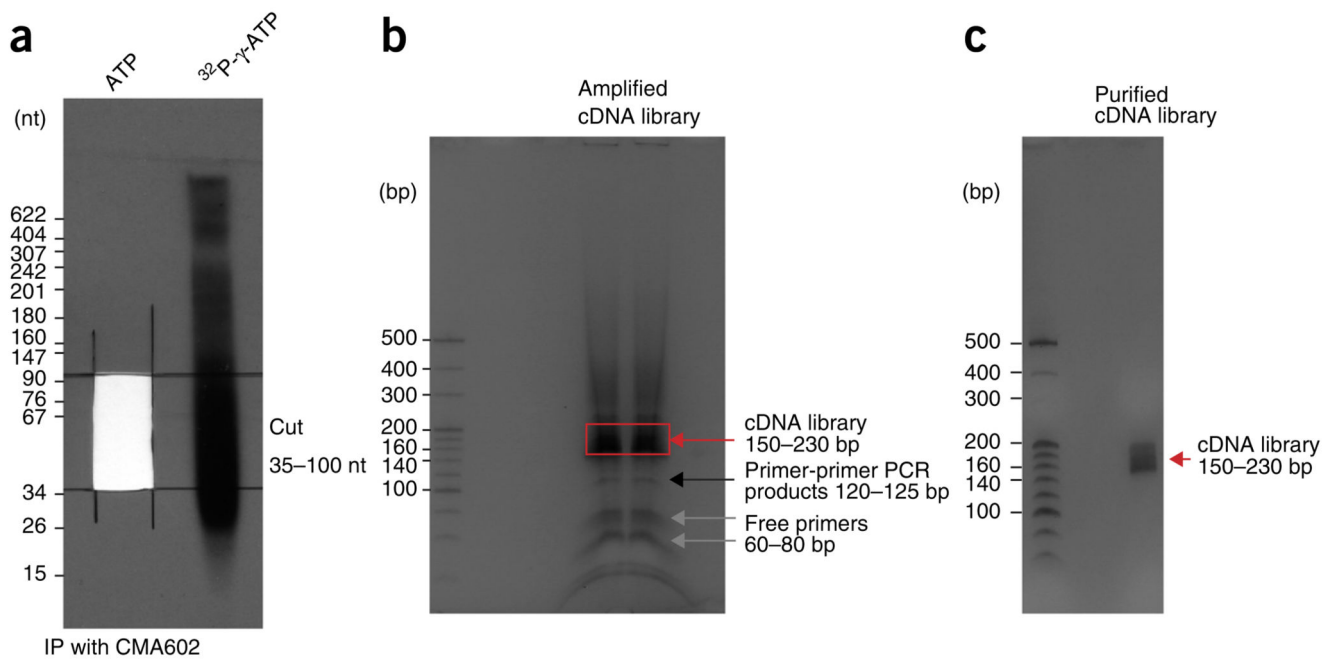 a
ATP
32P-γ-ATP
(nt)
622
404
307
242
201
180
160
147
90
76
67
34
26
15
Cut
35–100 nt
IP with CMA602
b
Amplified
cDNA library
(bp)
500
400
300
200
160
140
100
cDNA library
150–230 bp
Primer-primer PCR
products 120–125 bp
Free primers
60–80 bp
c
Purified
cDNA library
(bp)
500
400
300
200
160
140
100
cDNA library
150–230 bp